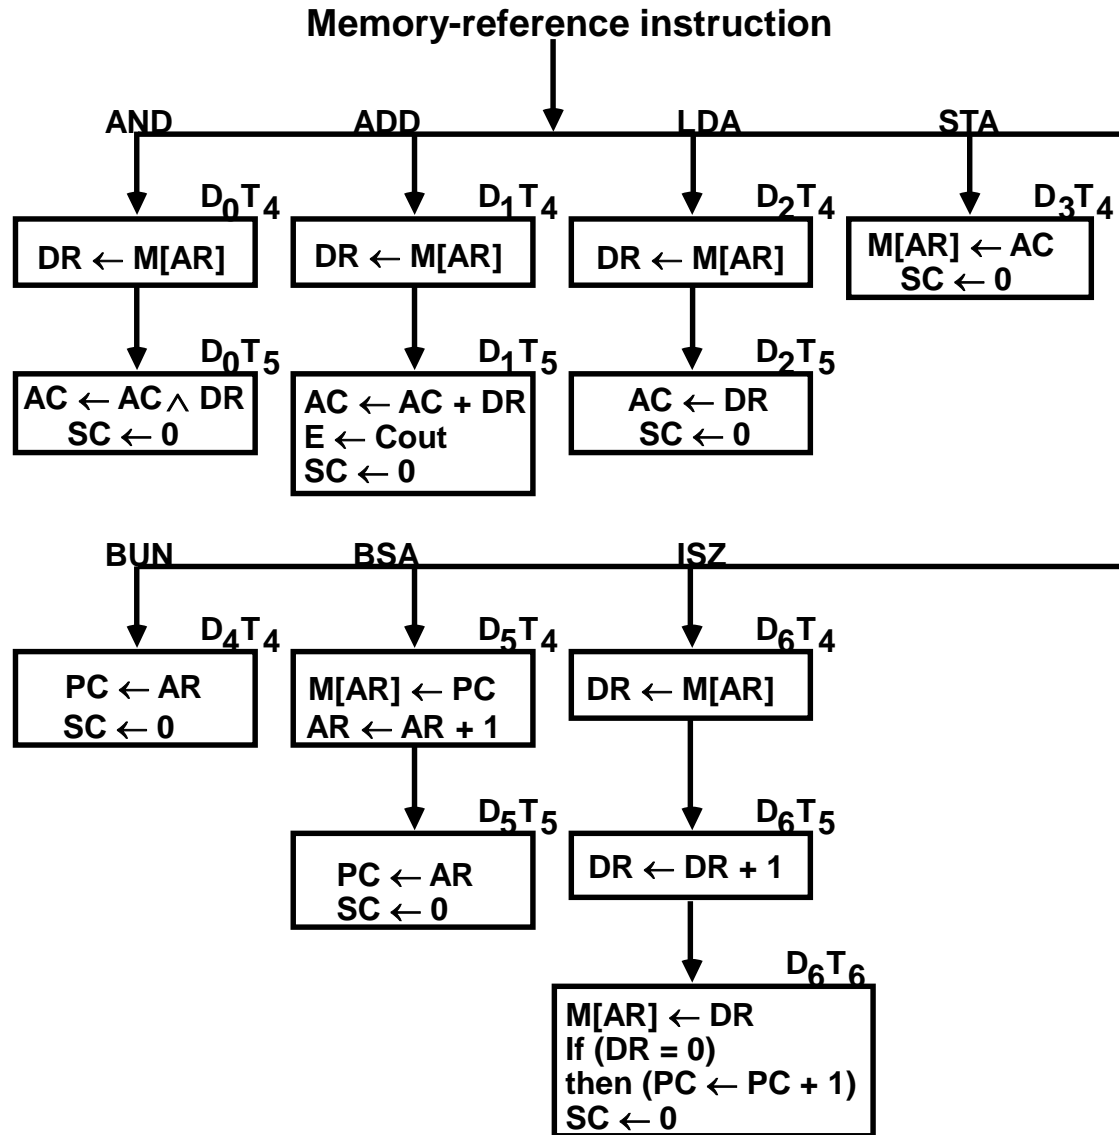 Memory-reference instruction
AND ADD LDA STA
D0T4 D1T4 D2T4 D3T4
DR ← M[AR] DR ← M[AR] DR ← M[AR] M[AR] ← AC
SC ← 0
D0T5 D1T5 D2T5
AC ← AC ∧ DR
SC ← 0
AC ← AC + DR
E ← Cout
SC ← 0
AC ← DR
SC ← 0
BUN BSA ISZ
D4T4 D5T4 D6T4
PC ← AR
SC ← 0
M[AR] ← PC
AR ← AR + 1
DR ← M[AR]
D5T5 D6T5
PC ← AR
SC ← 0
DR ← DR + 1
D6T6
M[AR] ← DR
If (DR = 0)
then (PC ← PC + 1)
SC ← 0